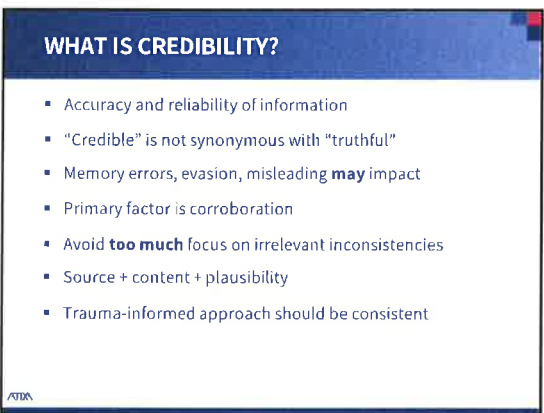 WHAT IS CREDIBILITY?
▪ Accuracy and reliability of information
▪ “Credible” is not synonymous with “truthful”
▪ Memory errors, evasion, misleading may impact
▪ Primary factor is corroboration
▪ Avoid too much focus on irrelevant inconsistencies
▪ Source + content + plausibility
▪ Trauma-informed approach should be consistent
ATIXA